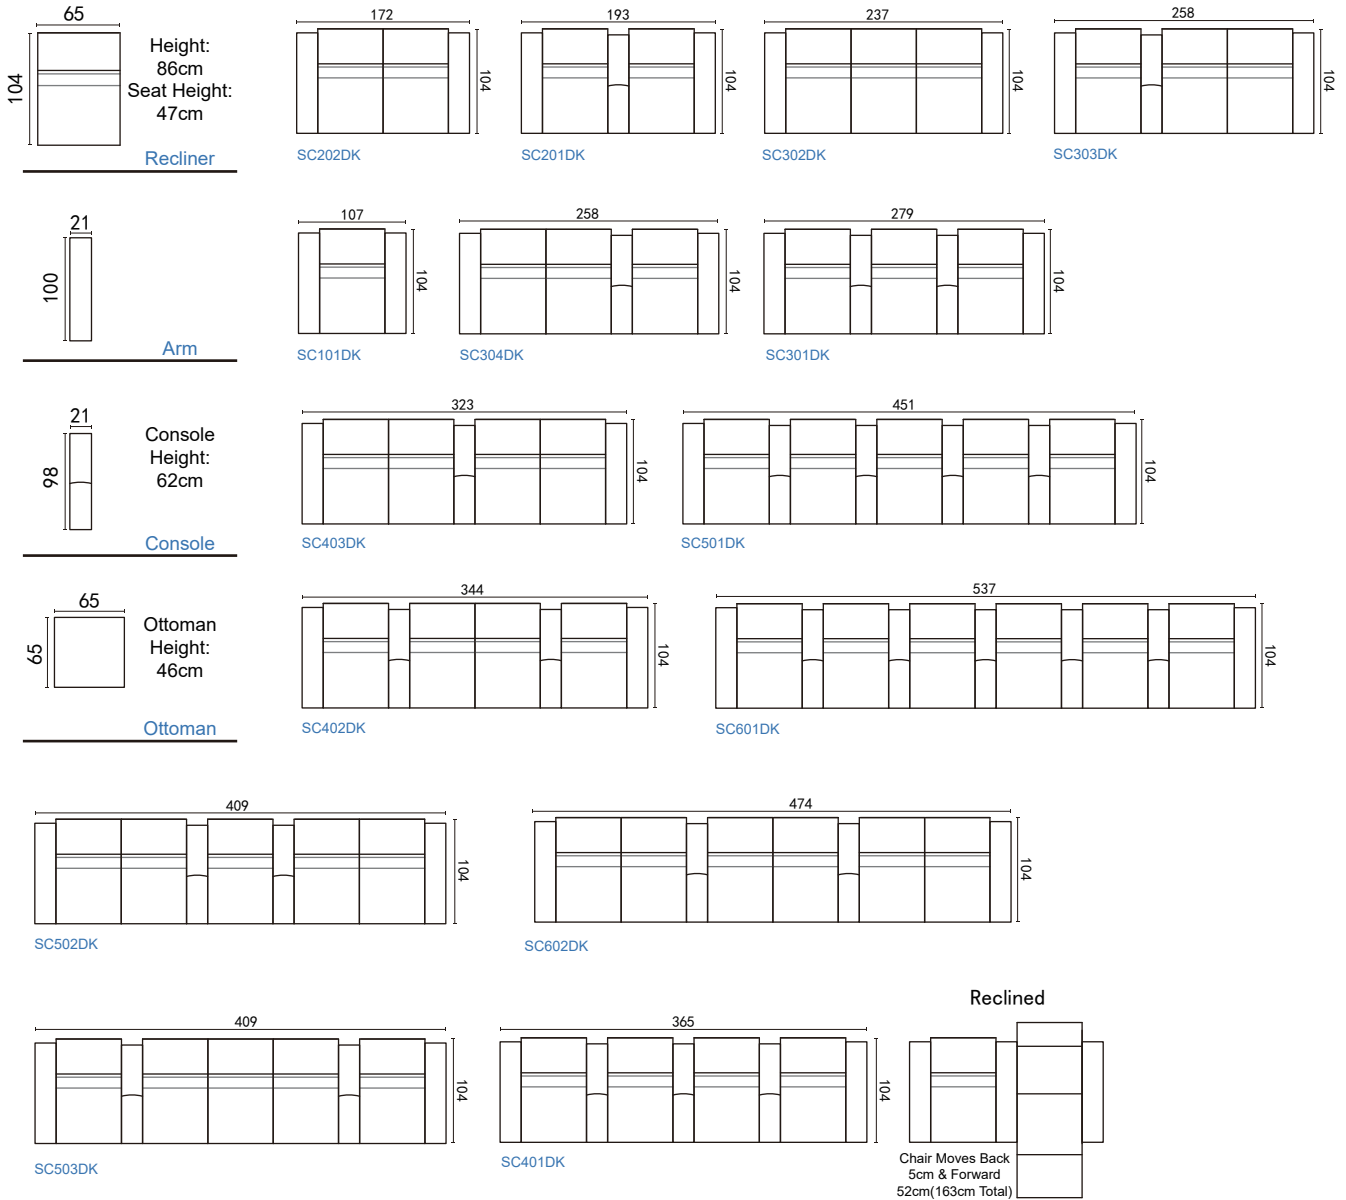 65
104
Height:
86cm
Seat Height:
47cm
Recliner
172
104
SC202DK
193
104
SC201DK
237
104
SC302DK
258
104
SC303DK
21
100
Arm
107
104
SC101DK
258
104
SC304DK
279
104
SC301DK
21
98
Console
Height:
62cm
Console
323
104
SC403DK
451
104
SC501DK
65
65
Ottoman
Height:
46cm
Ottoman
344
104
SC402DK
537
104
SC601DK
409
104
SC502DK
474
104
SC602DK
409
104
SC503DK
365
104
SC401DK
Reclined
Chair Moves Back
5cm & Forward
52cm(163cm Total)